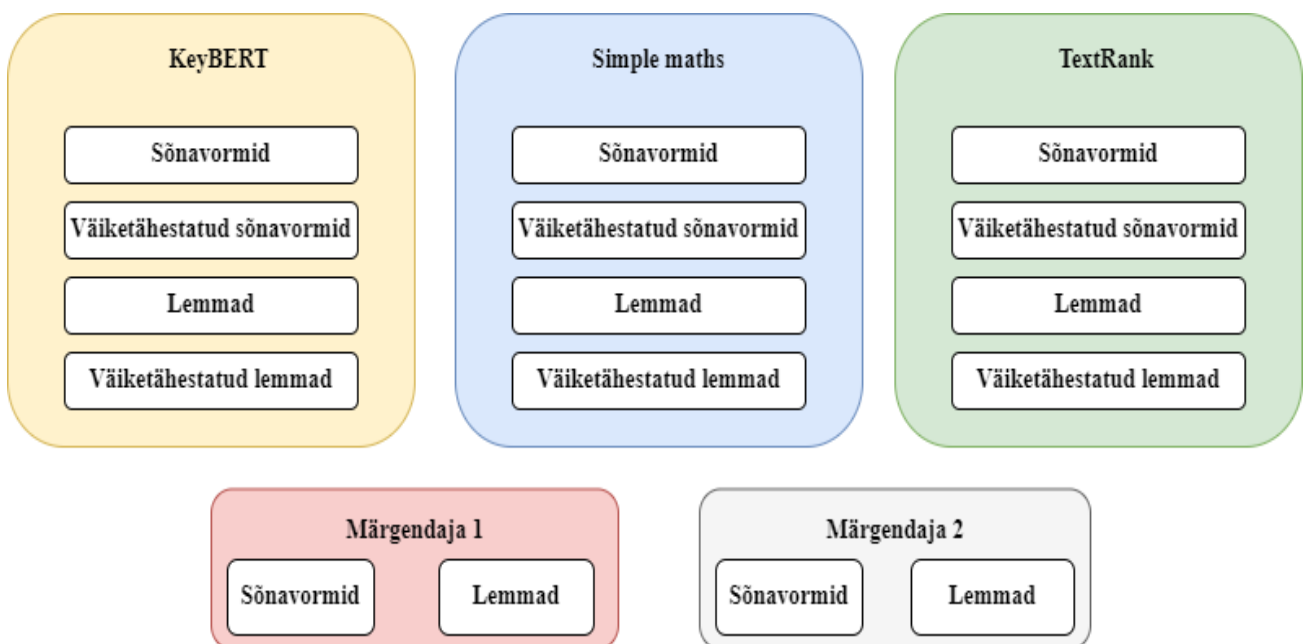 KeyBERT
Sõnavormid
Väiketähestatud sõnavormid
Lemmad
Väiketähestatud lemmad
Simple maths
Sõnavormid
Väiketähestatud sõnavormid
Lemmad
Väiketähestatud lemmad
TextRank
Sõnavormid
Väiketähestatud sõnavormid
Lemmad
Väiketähestatud lemmad
Märgendaja 1
Sõnavormid
Lemmad
Märgendaja 2
Sõnavormid
Lemmad